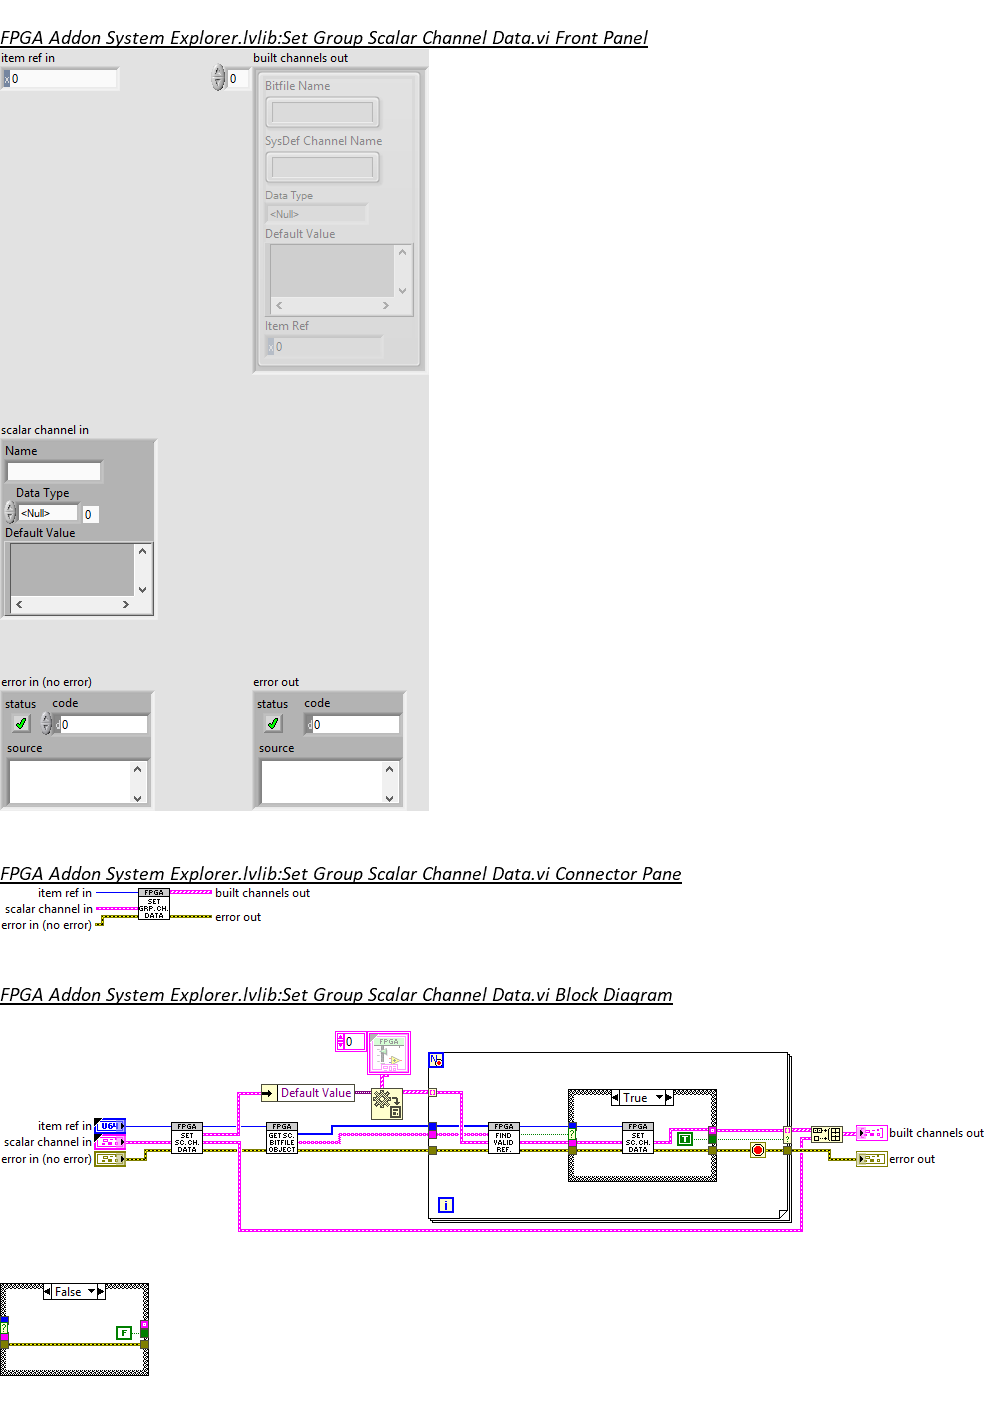 FPGA Addon System Explorer.lvlib:Set Group Scalar Channel Data.vi Front Panel
item ref in
x 0
0
built channels out
Bitfile Name
SysDef Channel Name
Data Type
<Null>
Default Value
Item Ref
x 0
scalar channel in
Name
Data Type
<Null>
0
Default Value
error in (no error)
status
code
d 0
source
error out
status
code
d 0
source
FPGA Addon System Explorer.lvlib:Set Group Scalar Channel Data.vi Connector Pane
item ref in
scalar channel in
error in (no error)
FPGA
SET
GRP.CH.
DATA
built channels out
error out
FPGA Addon System Explorer.lvlib:Set Group Scalar Channel Data.vi Block Diagram
0
FPGA
N
Default Value
True
item ref in
scalar channel in
error in (no error)
U64
FPGA
SET
SC.CH.
DATA
FPGA
GET SC.
BITFILE
OBJECT
FPGA
FIND
VALID
REF.
?
FPGA
SET
SC.CH.
DATA
T
?
built channels out
error out
i
False
?
F